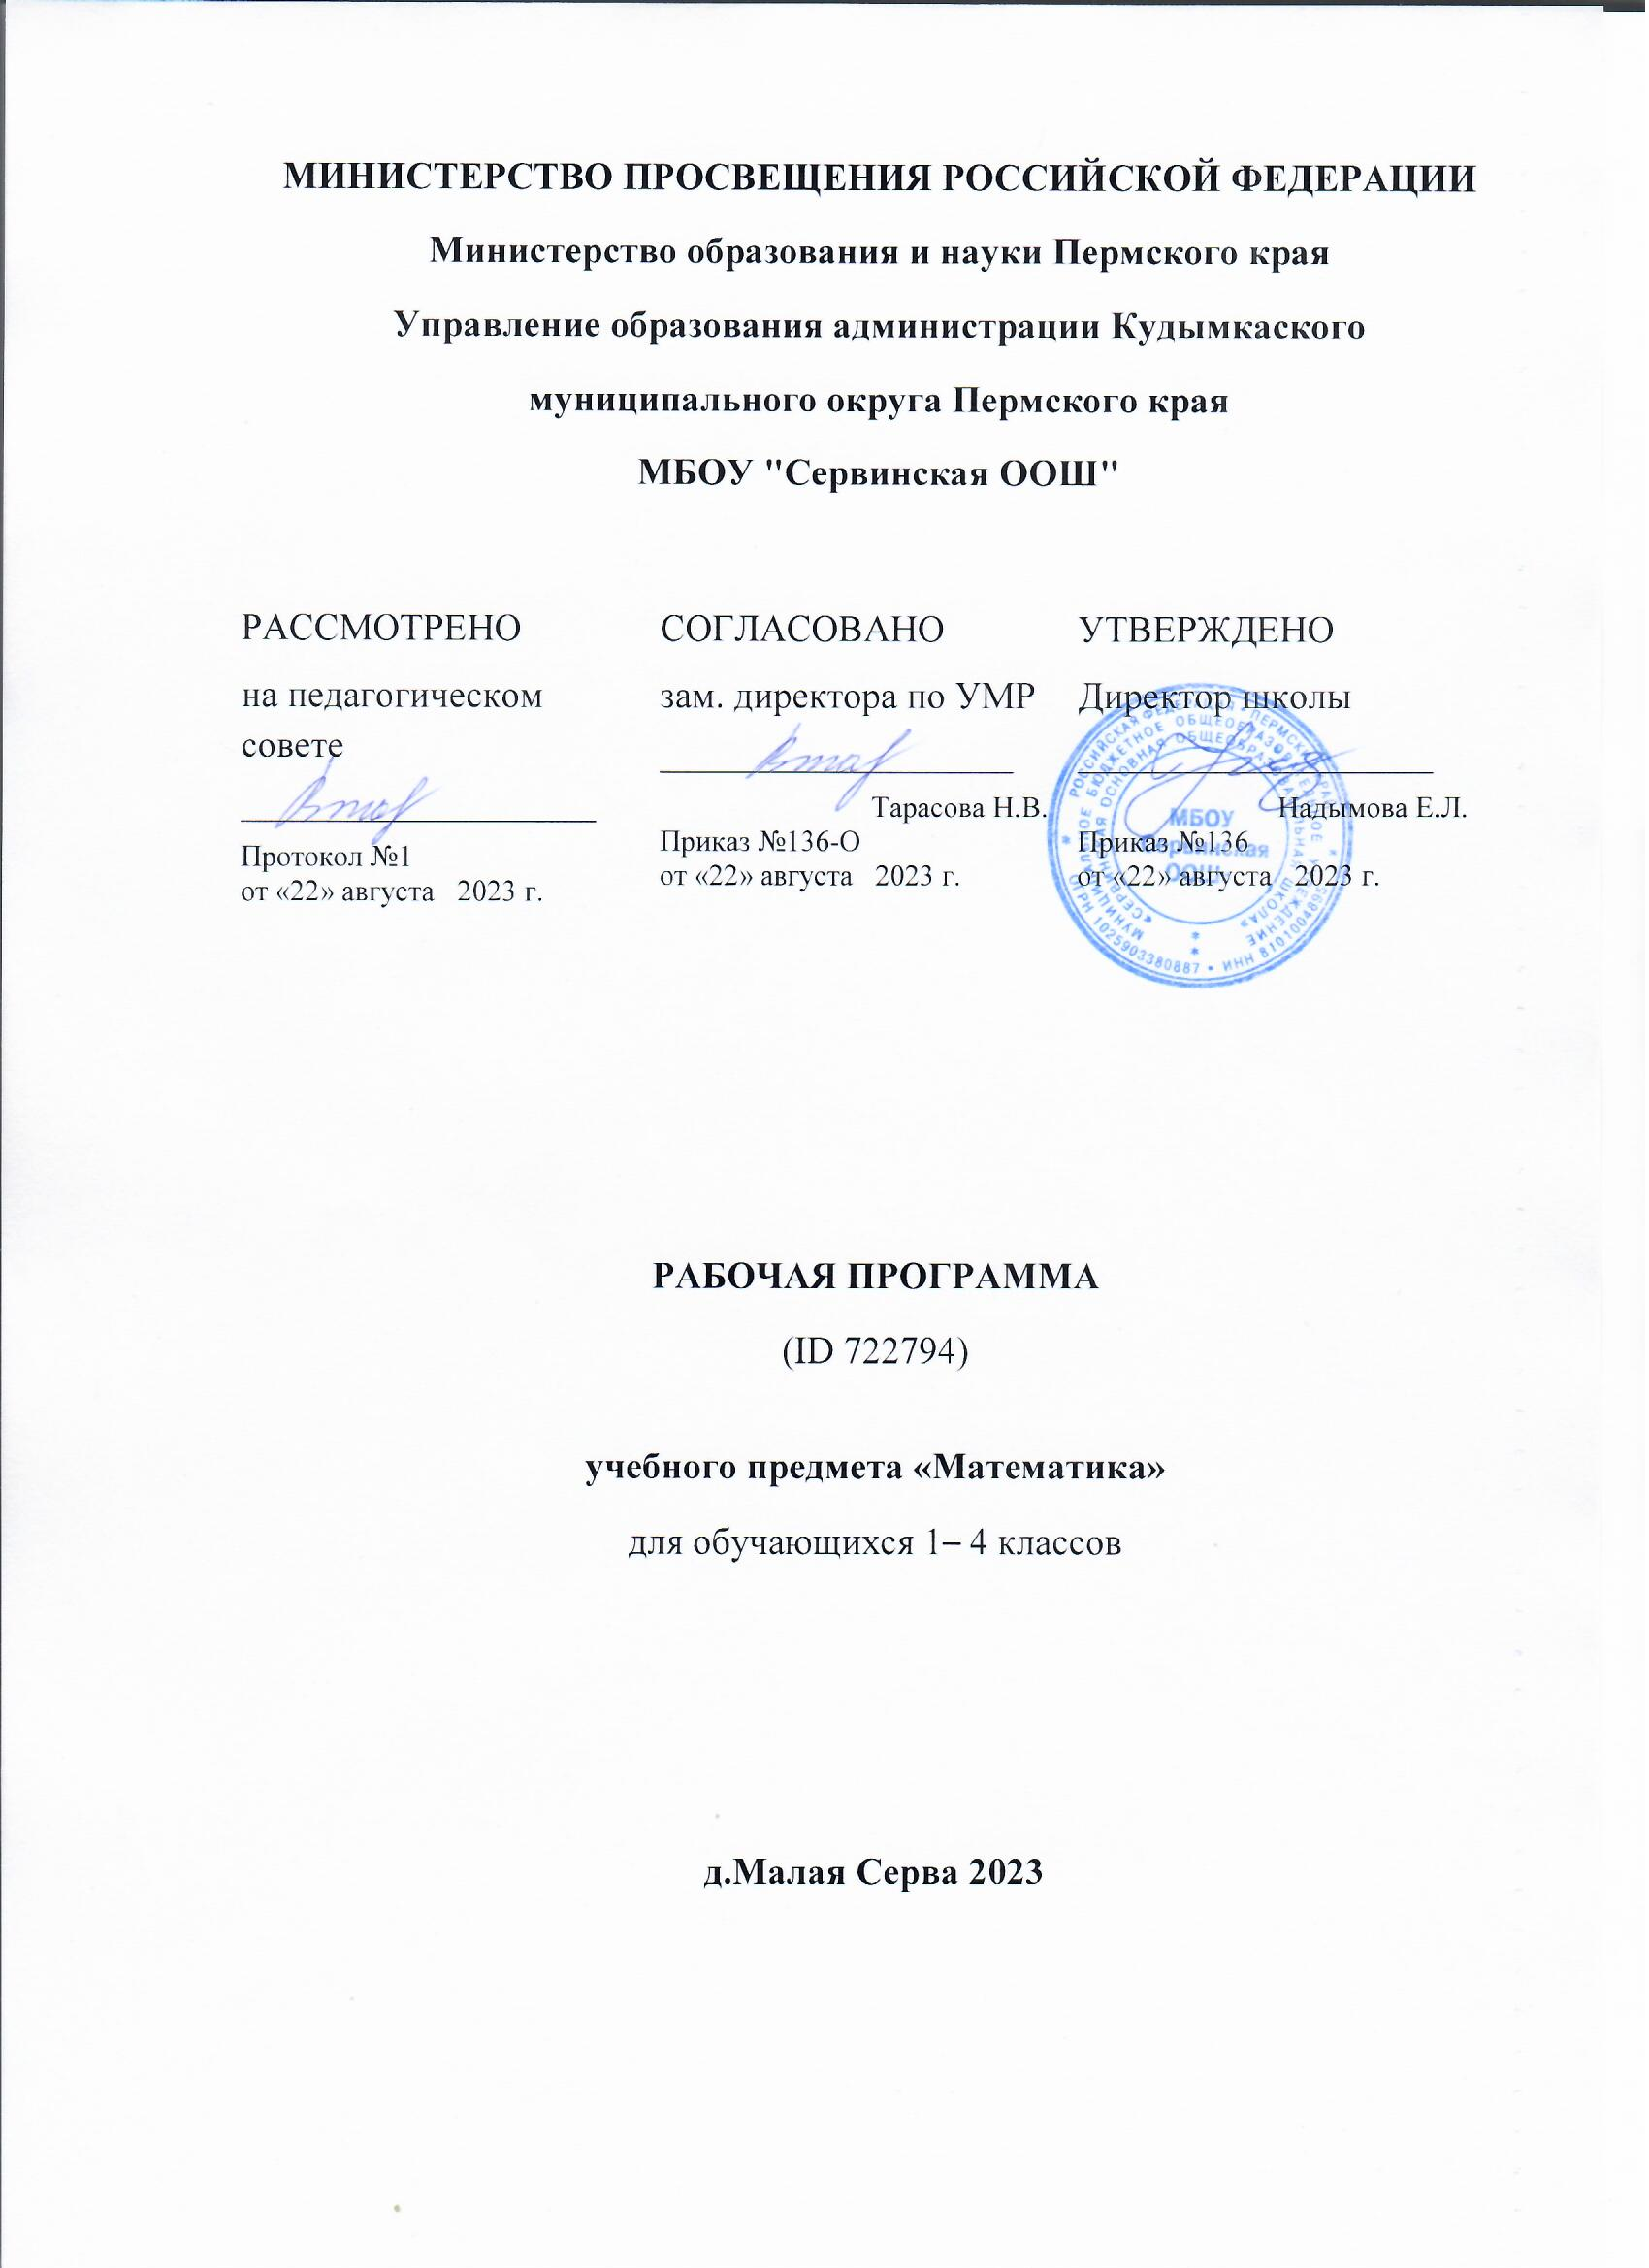 МИНИСТЕРСТВО ПРОСВЕЩЕНИЯ РОССИЙСКОЙ ФЕДЕРАЦИИ
Министерство образования и науки Пермского края
Управление образования администрации Кудымкаского
муниципального округа Пермского края
МБОУ "Сервинская ООШ"
РАССМОТРЕНО
на педагогическом
совете
Протокол №1
от «22» августа 2023 г.
СОГЛАСОВАНО
зам. директора по УМР
Тарасова Н.В.
Приказ №136-О
от «22» августа 2023 г.
УТВЕРЖДЕНО
Директор школы
Надымова Е.Л.
Приказ №136
от «22» августа 2023 г.
МБОУ
РАБОЧАЯ ПРОГРАММА
(ID 722794)
учебного предмета «Математика»
для обучающихся 1– 4 классов
д.Малая Серва 2023